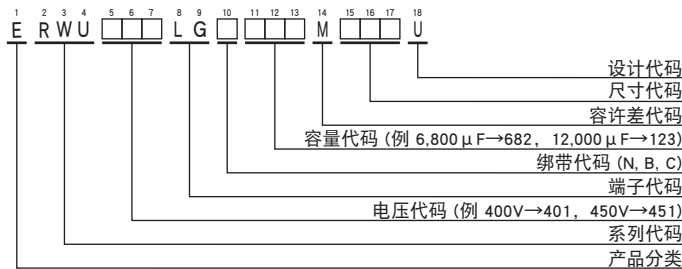 1 2 3 4 5 6 7 8 9 10 11 12 13 14 15 16 17 18
E RWU □□□ L G □ □□□ M □□□ U
设计代码
尺寸代码
容许差代码
容量代码 (例 6,800μF→682，12,000μF→123)
绑带代码 (N, B, C)
端子代码
电压代码 (例 400V→401，450V→451)
系列代码
产品分类